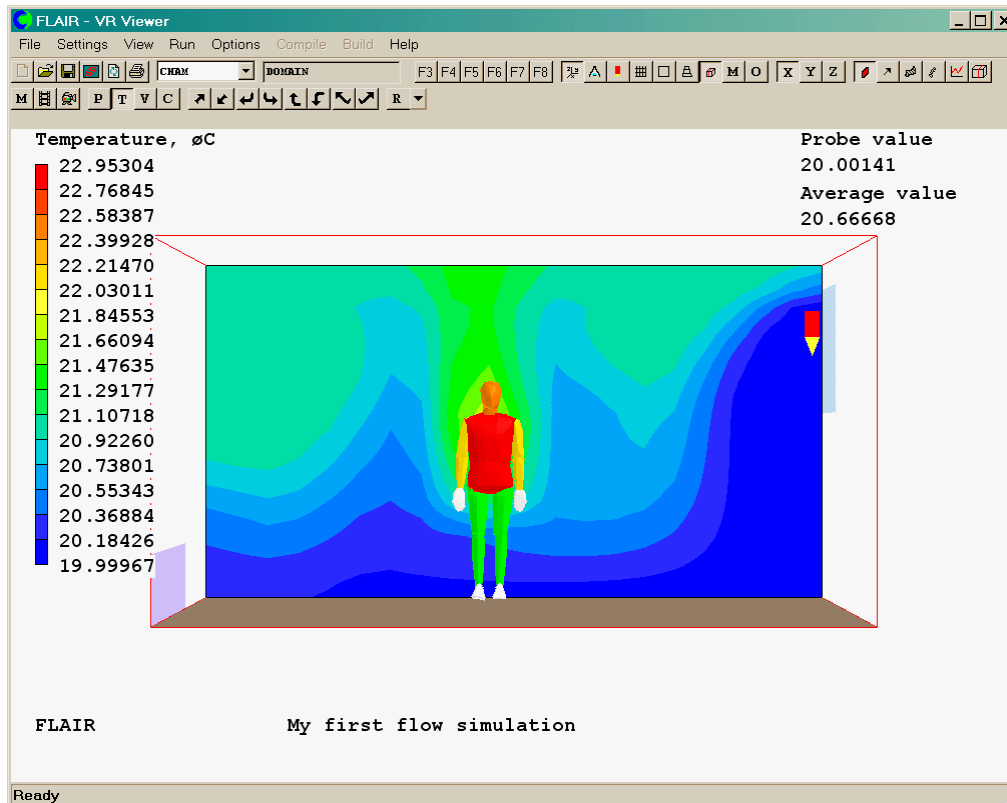 FLAIR - VR Viewer
File Settings View Run Options Compile Build Help
CHAM DOMAIN F3 F4 F5 F6 F7 F8 M O X Y Z
M P T V C R
Temperature, øC
22.95304
22.76845
22.58387
22.39928
22.21470
22.03011
21.84553
21.66094
21.47635
21.29177
21.10718
20.92260
20.73801
20.55343
20.36884
20.18426
19.99967
Probe value
20.00141
Average value
20.66668
FLAIR My first flow simulation
Ready